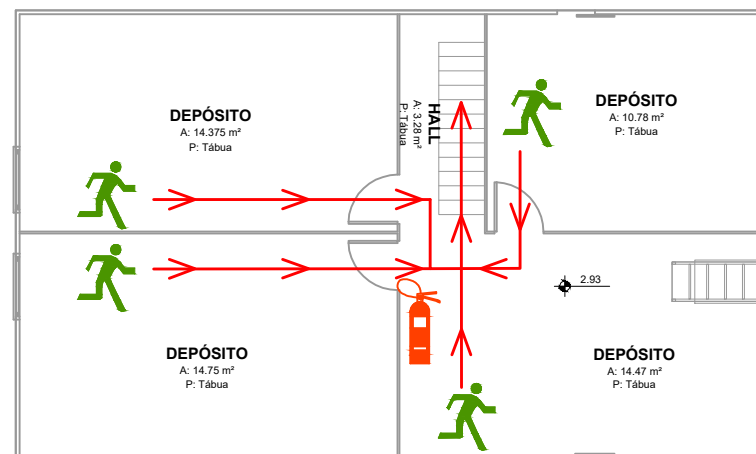 DEPÓSITO
A: 14.375 m²
P: Tábua
HALL
A: 3.28 m²
P: Tábua
DEPÓSITO
A: 10.78 m²
P: Tábua
2.93
DEPÓSITO
A: 14.75 m²
P: Tábua
DEPÓSITO
A: 14.47 m²
P: Tábua